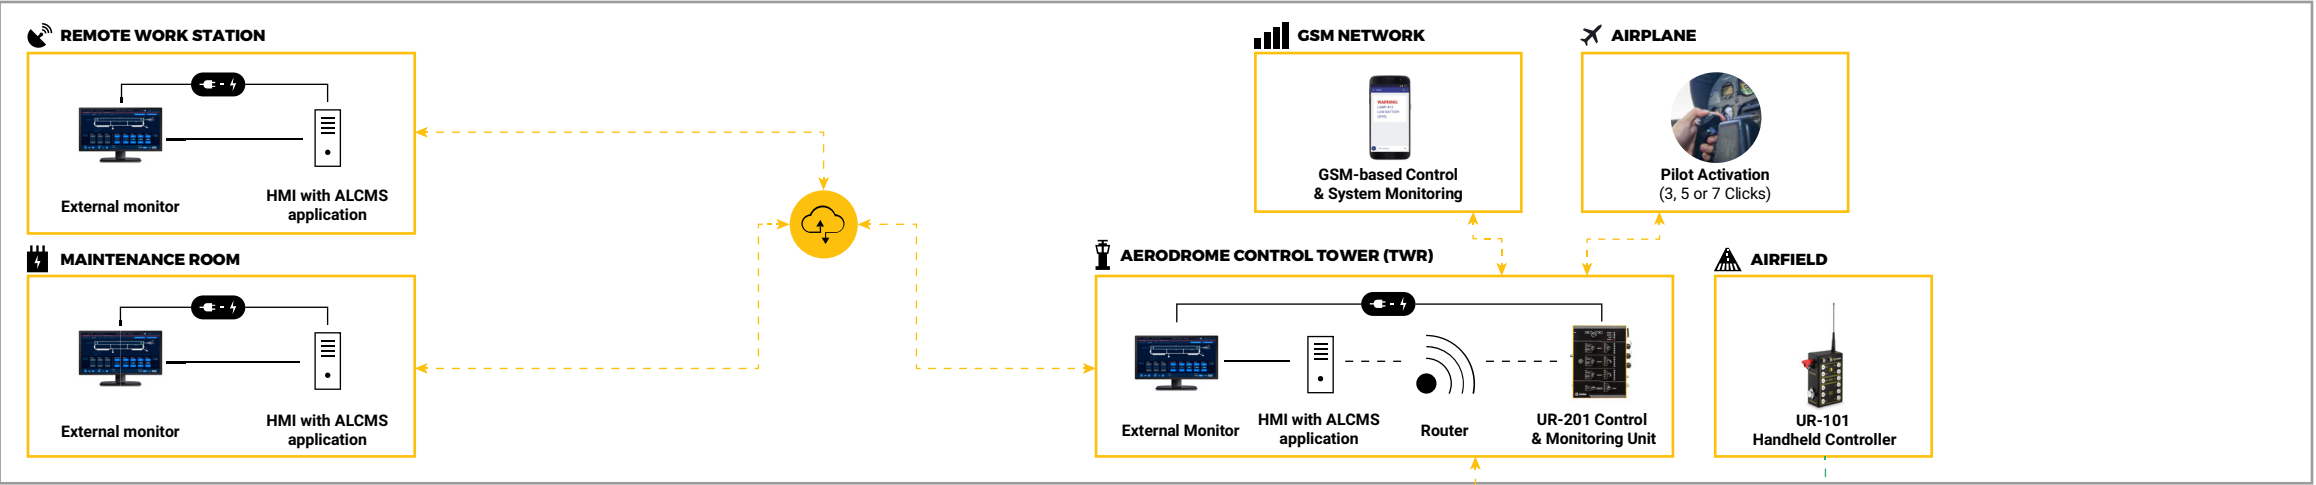 REMOTE WORK STATION
External monitor
HMI with ALCMS
application
MAINTENANCE ROOM
External monitor
HMI with ALCMS
application
GSM NETWORK
WARNING:
GSM-based Control
& System Monitoring
AIRPLANE
Pilot Activation
(3, 5 or 7 Clicks)
AERODROME CONTROL TOWER (TWR)
External Monitor
HMI with ALCMS
application
Router
UR-201 Control
& Monitoring Unit
AIRFIELD
UR-101
Handheld Controller